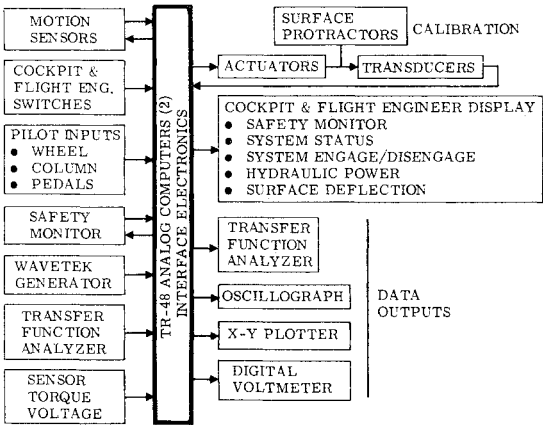 MOTION
SENSORS
COCKPIT &
FLIGHT ENG.
SWITCHES
PILOT INPUTS
● WHEEL
● COLUMN
● PEDALS
SAFETY
MONITOR
WAVETEK
GENERATOR
TRANSFER
FUNCTION
ANALYZER
SENSOR
TORQUE
VOLTAGE
TR-48 ANALOG COMPUTERS (2)
INTERFACE ELECTRONICS
SURFACE
PROTRACTORS
CALIBRATION
ACTUATORS
TRANSDUCERS
COCKPIT & FLIGHT ENGINEER DISPLAY
● SAFETY MONITOR
● SYSTEM STATUS
● SYSTEM ENGAGE/DISENGAGE
● HYDRAULIC POWER
● SURFACE DEFLECTION
TRANSFER
FUNCTION
ANALYZER
OSCILLOGRAPH
X-Y PLOTTER
DIGITAL
VOLTMETER
DATA
OUTPUTS